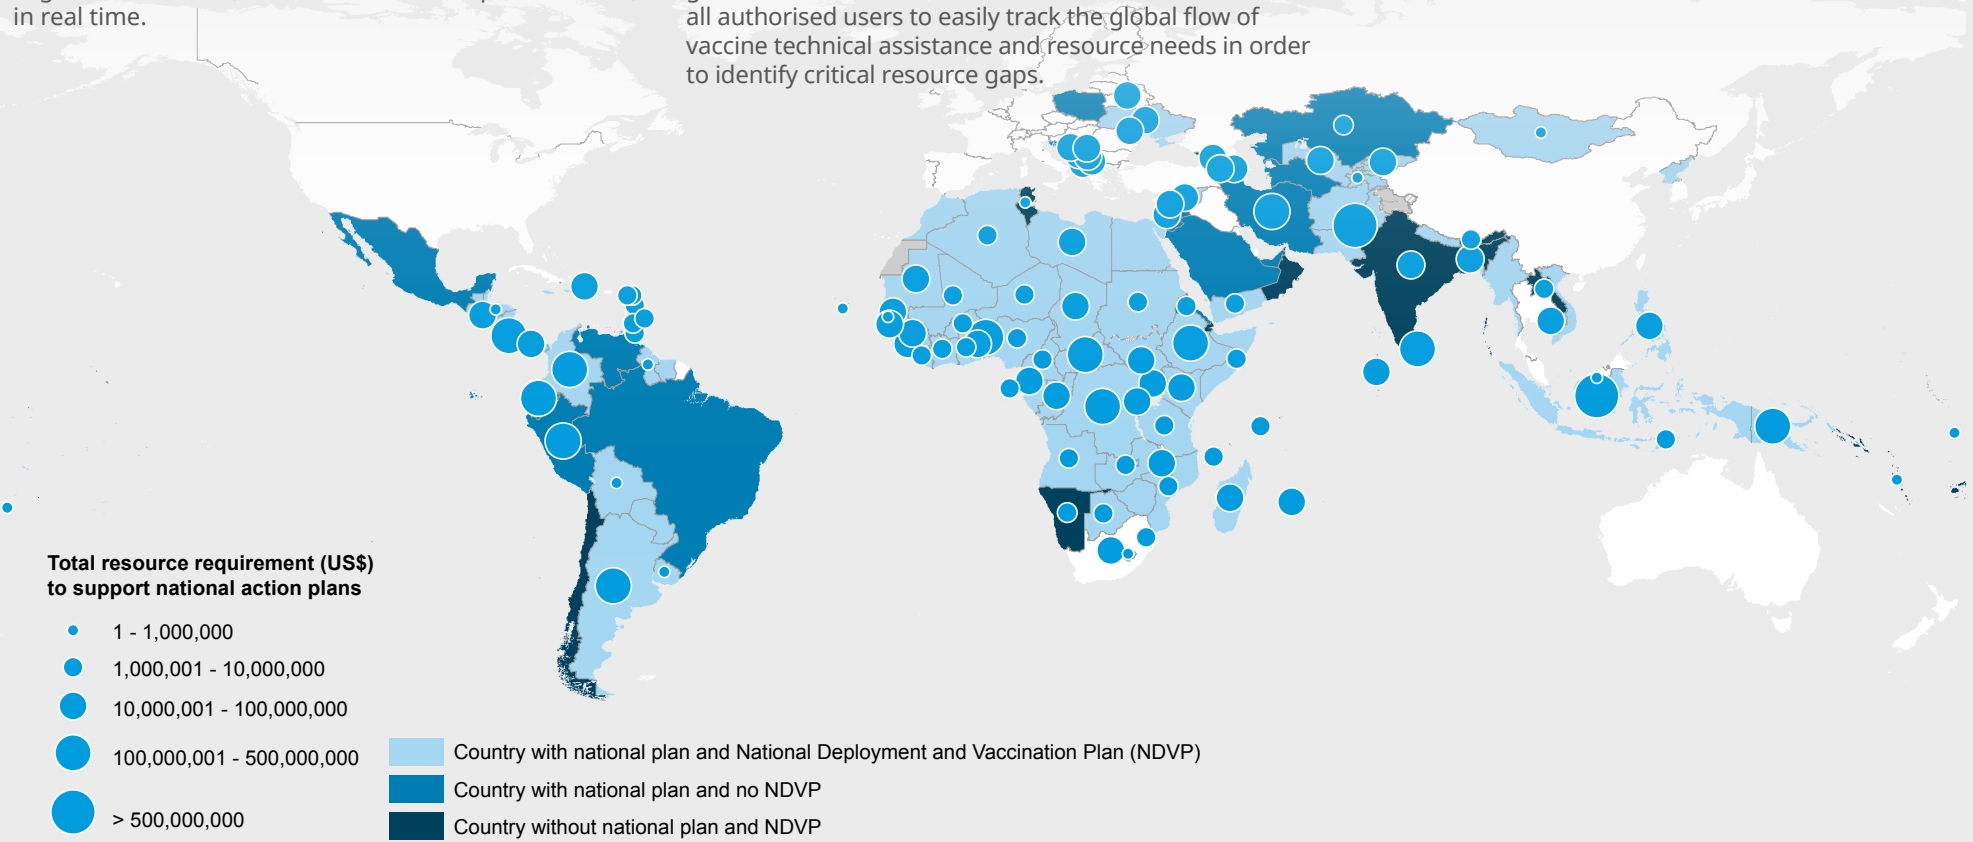 in real time.
all authorised users to easily track the global flow of
vaccine technical assistance and resource needs in order
to identify critical resource gaps.
Total resource requirement (US$)
to support national action plans
1 - 1,000,000
1,000,001 - 10,000,000
10,000,001 - 100,000,000
100,000,001 - 500,000,000
> 500,000,000
Country with national plan and National Deployment and Vaccination Plan (NDVP)
Country with national plan and no NDVP
Country without national plan and NDVP